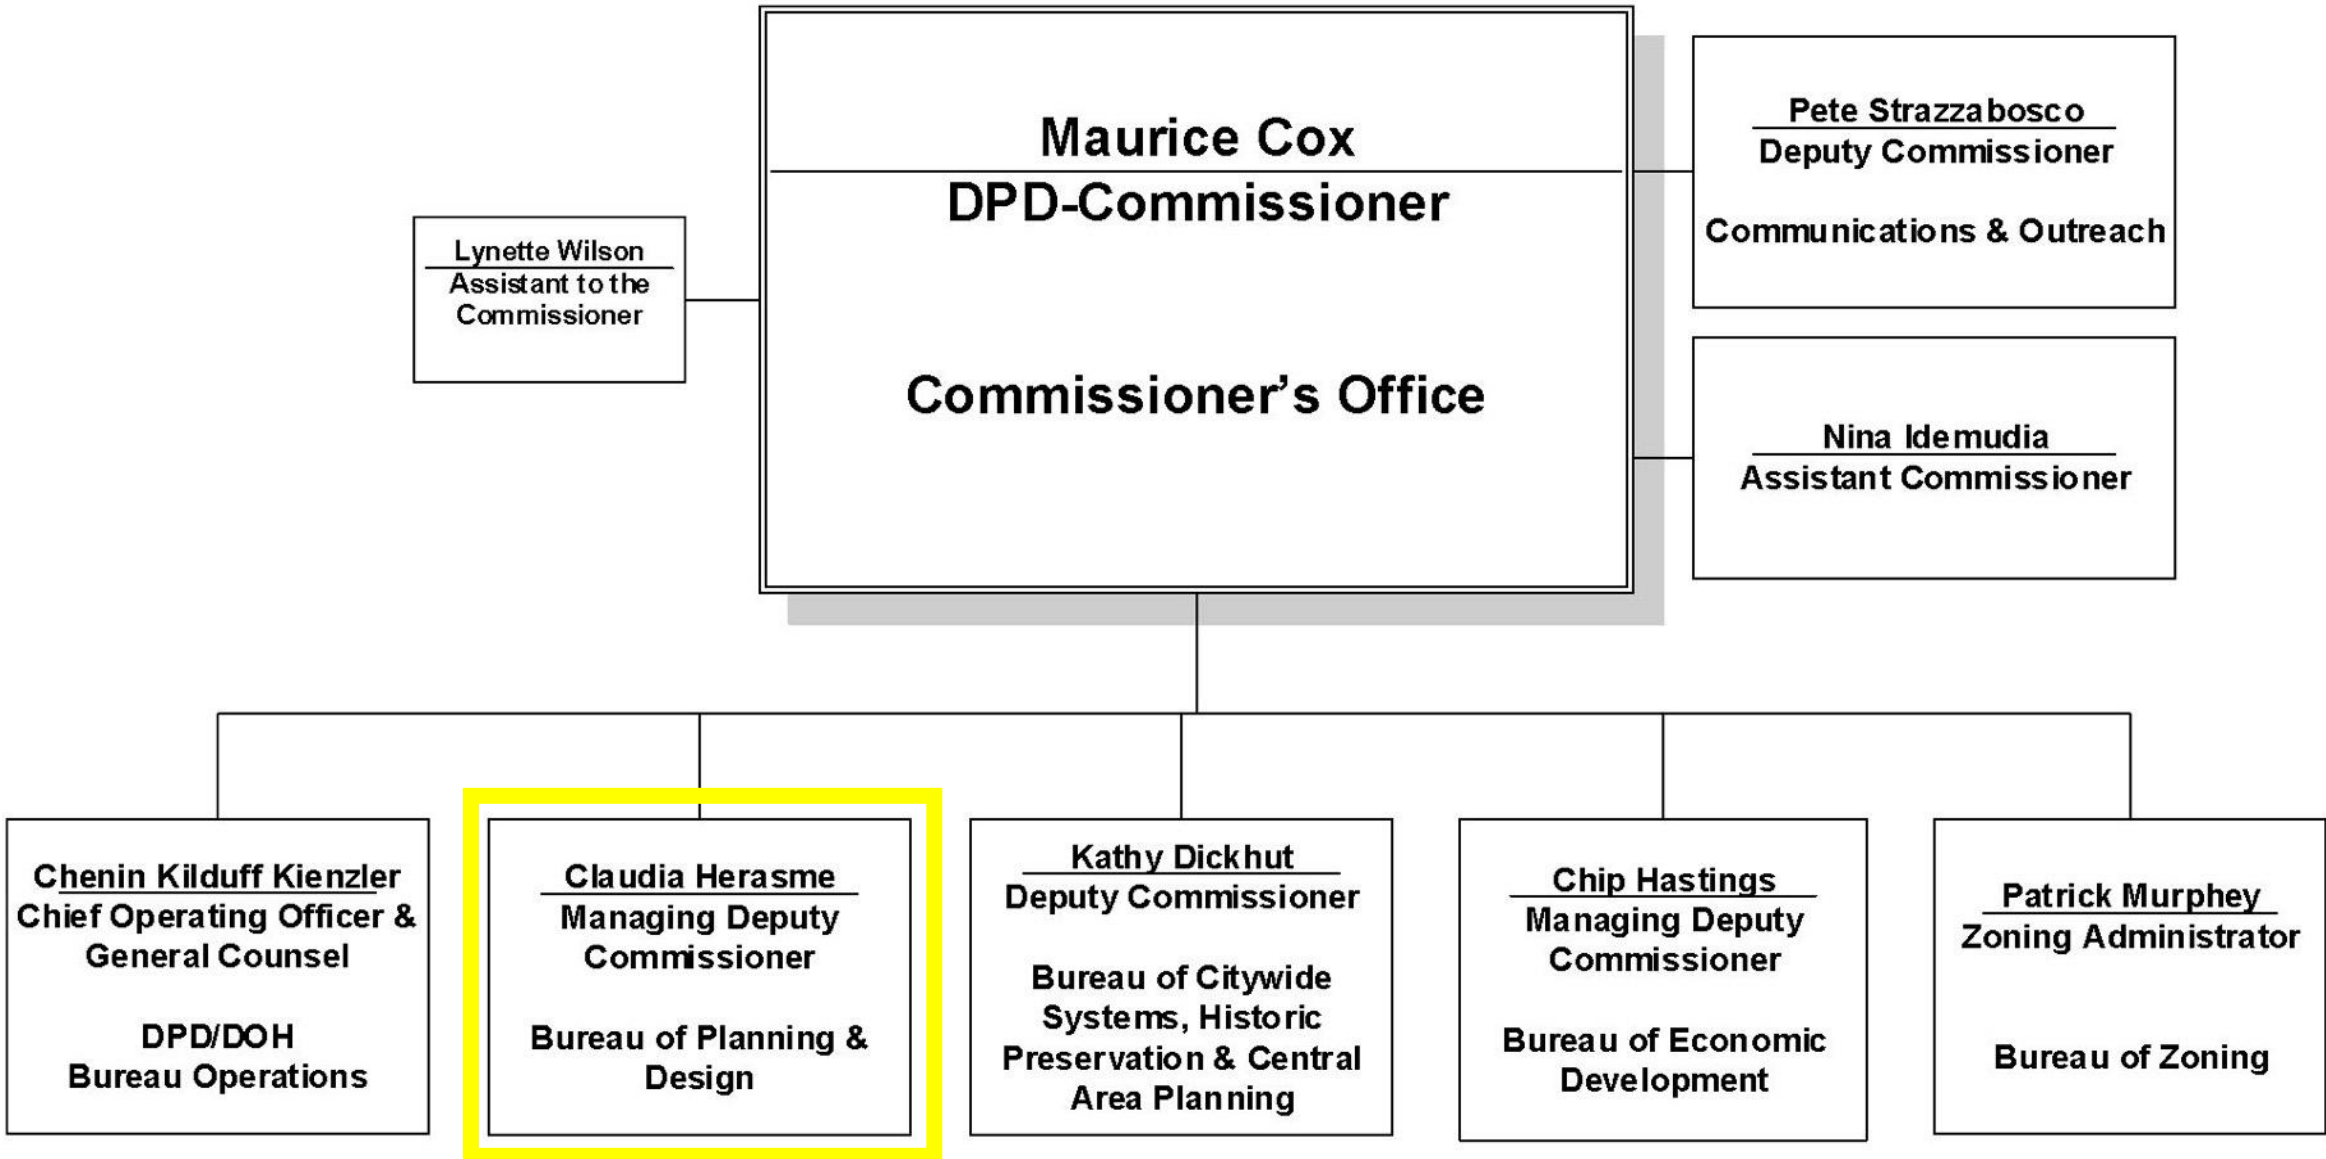 Maurice Cox
DPD-Commissioner
Commissioner’s Office
Pete Strazzabosco
Deputy Commissioner
Communications & Outreach
Lynette Wilson
Assistant to the
Commissioner
Nina Idemudia
Assistant Commissioner
Chenin Kilduff Kienzler
Chief Operating Officer &
General Counsel
DPD/DOH
Bureau Operations
Claudia Herasme
Managing Deputy
Commissioner
Bureau of Planning &
Design
Kathy Dickhut
Deputy Commissioner
Bureau of Citywide
Systems, Historic
Preservation & Central
Area Planning
Chip Hastings
Managing Deputy
Commissioner
Bureau of Economic
Development
Patrick Murphey
Zoning Administrator
Bureau of Zoning